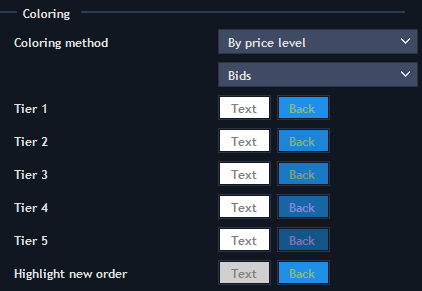 Coloring
Coloring method By price level
Bids
Tier 1 Text Back
Tier 2 Text Back
Tier 3 Text Back
Tier 4 Text Back
Tier 5 Text Back
Highlight new order Text Back